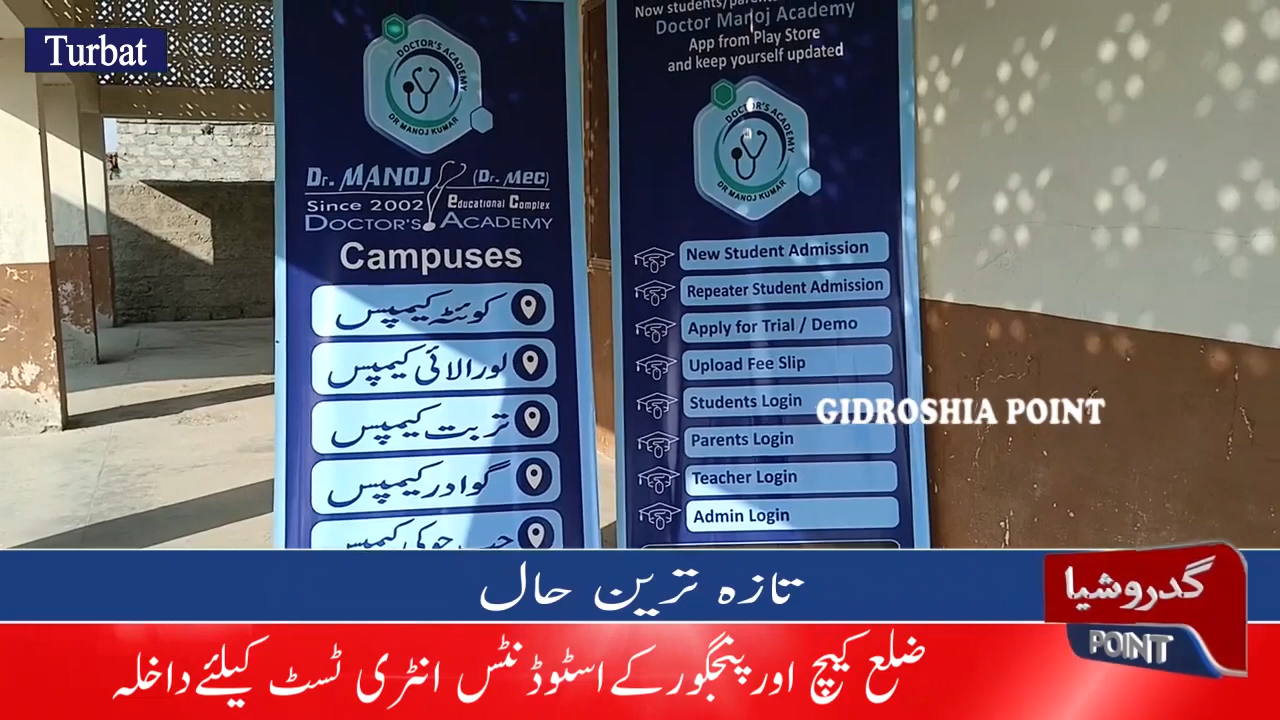 Turbat
DOCTOR'S ACADEMY
DR MANOJ KUMAR
Dr. MANOJ (Dr. MEC)
Since 2002 Educational Complex
DOCTOR'S ACADEMY
Campuses
کوئٹہ کیمپس
لورالائی کیمپس
تربت کیمپس
گوادر کیمپس
حب چوکی کیمپس
Now students/parents
Doctor Manoj Academy
App from Play Store
and keep yourself updated
DOCTOR'S ACADEMY
DR MANOJ KUMAR
New Student Admission
Repeater Student Admission
Apply for Trial / Demo
Upload Fee Slip
Students Login
Parents Login
Teacher Login
Admin Login
GIDROSHIA POINT
تازہ ترین حال
گدروشیا
POINT
ضلع کیچ اور پنجگور کے اسٹوڈنٹس انٹری ٹسٹ کیلئے داخلہ